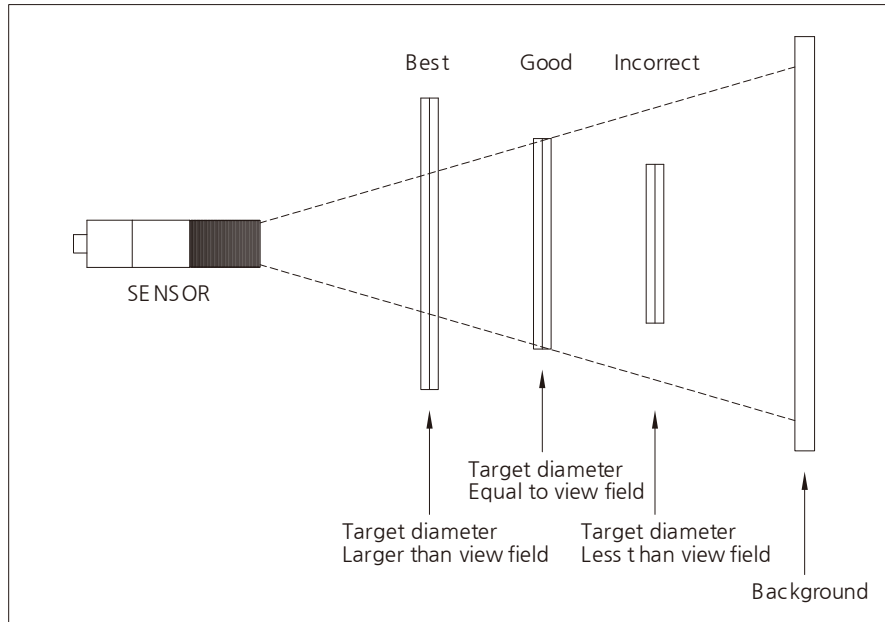 Best
Good
Incorrect
SENSOR
Target diameter
Equal to view field
Target diameter
Larger than view field
Target diameter
Less t han view field
Background